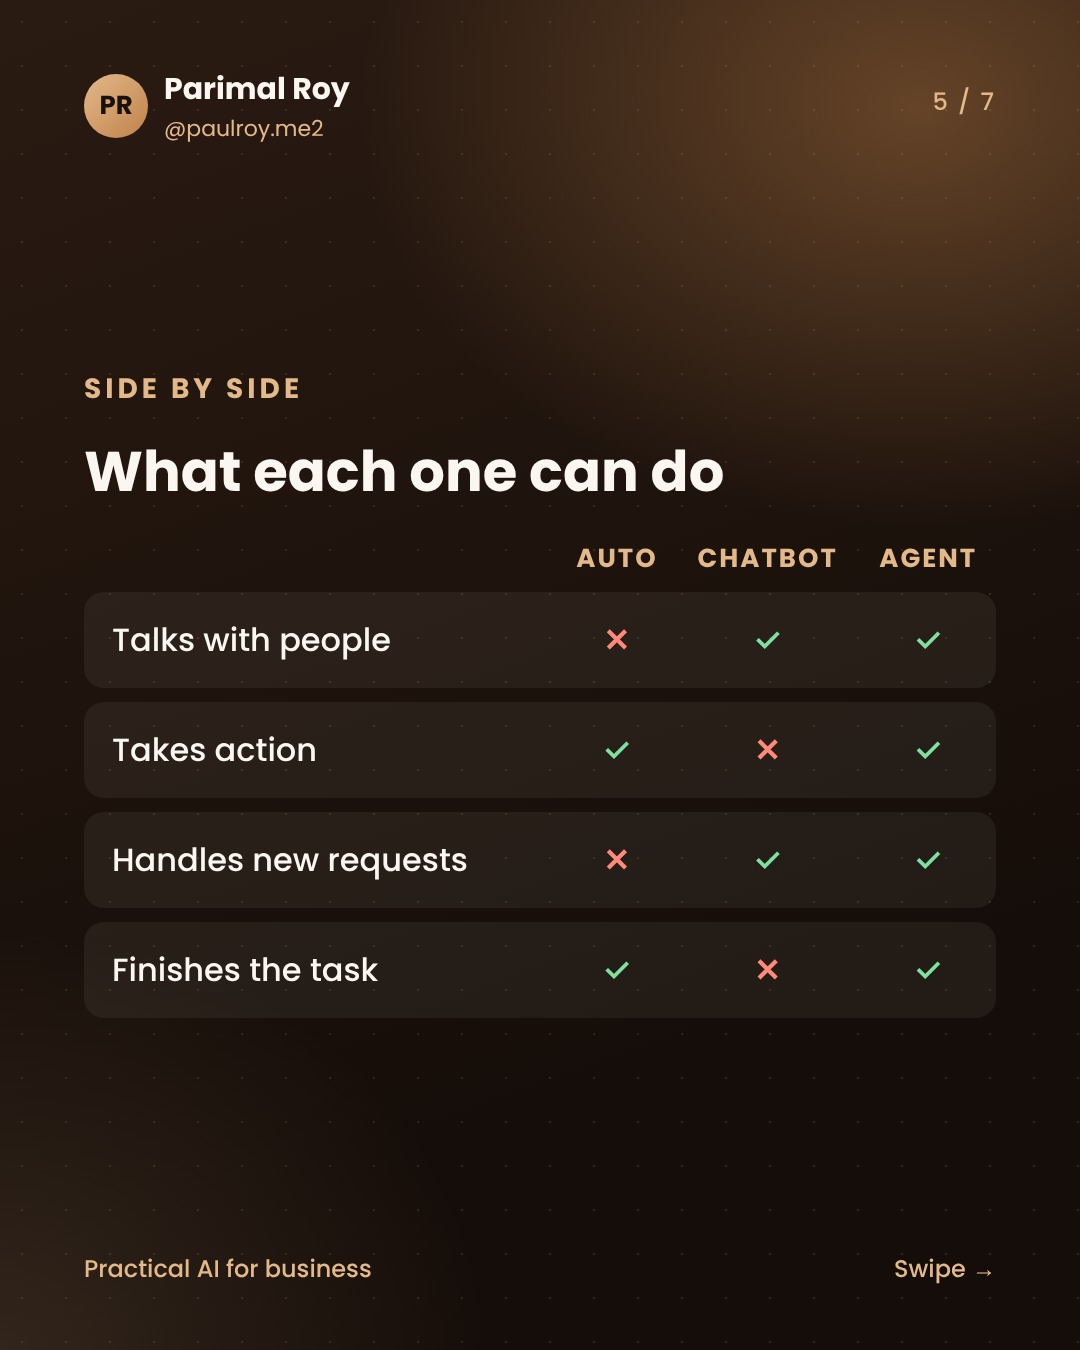 PR
Parimal Roy
@paulroy.me2
5 / 7
SIDE BY SIDE
What each one can do
AUTO CHATBOT AGENT
Talks with people ✕ ✓ ✓
Takes action ✓ ✕ ✓
Handles new requests ✕ ✓ ✓
Finishes the task ✓ ✕ ✓
Practical AI for business
Swipe →